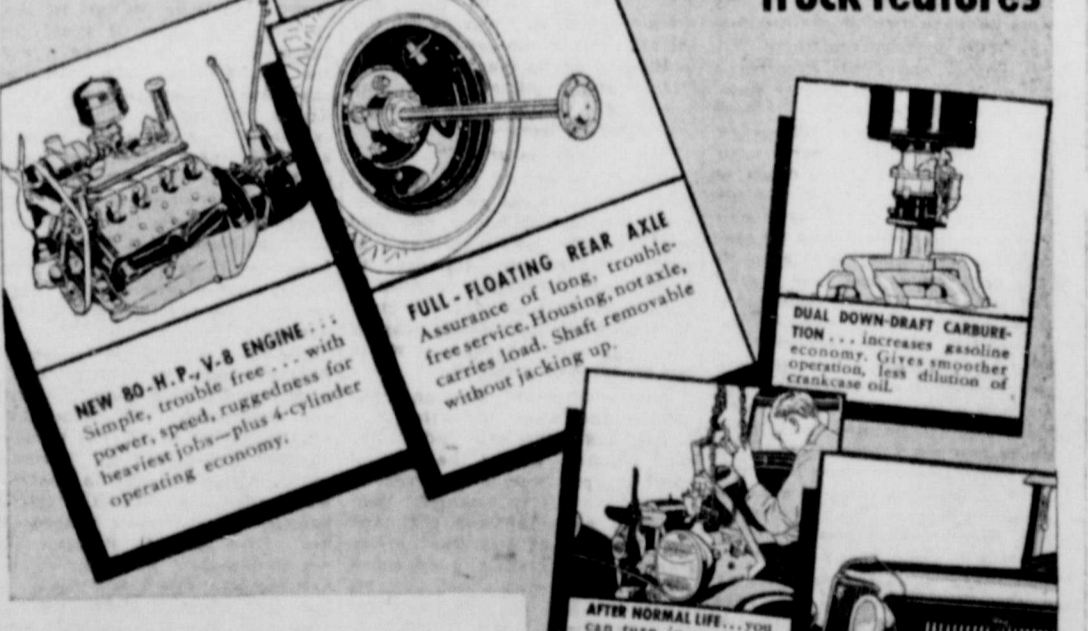 Truck features
NEW 80-H.P., V-8 ENGINE...
Simple, trouble free... with
power, speed, ruggedness for
heaviest jobs—plus 4-cylinder
operating economy.
FULL-FLOATING REAR AXLE
Assurance of long, trouble-
free service. Housing, not axle,
carries load. Shaft removable
without jacking up.
DUAL DOWN-DRAFT CARBURE-
TION... increases gasoline
economy. Gives smoother
operation, less dilution of
crankcase oil.
AFTER NORMAL LIFE... you
can turn